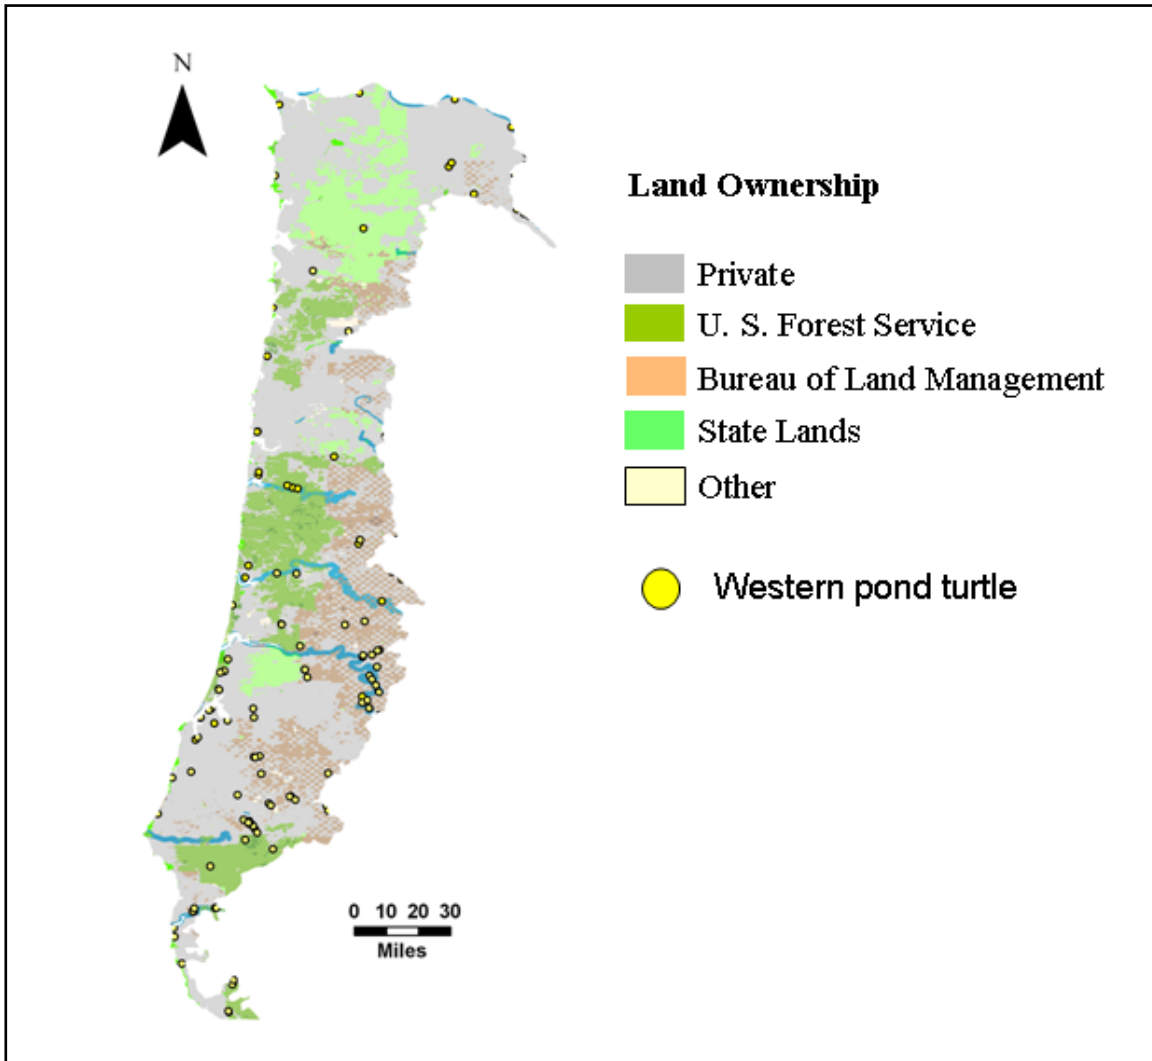 N
Land Ownership
Private
U. S. Forest Service
Bureau of Land Management
State Lands
Other
Western pond turtle
0 10 20 30
Miles